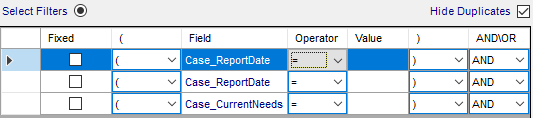 Select Filters Hide Duplicates
Fixed ( Field Operator Value ) AND\OR
( Case_ReportDate = ) AND
( Case_ReportDate = ) AND
( Case_CurrentNeeds = ) AND